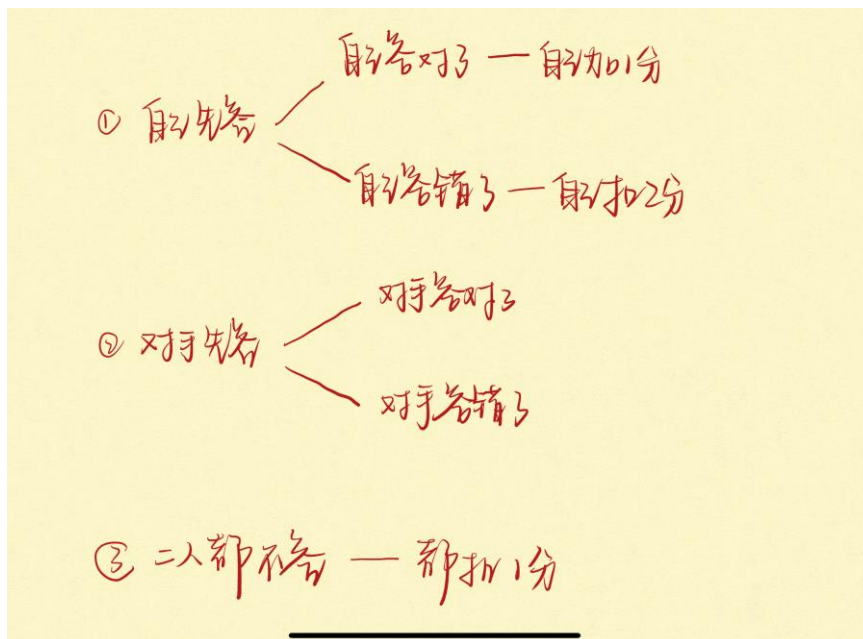 自己答对了 — 自己加1分
① 自己先答
自己答错了 — 自己扣2分
对手答对了
② 对手先答
对手答错了
③ 二人都不答 — 都扣1分